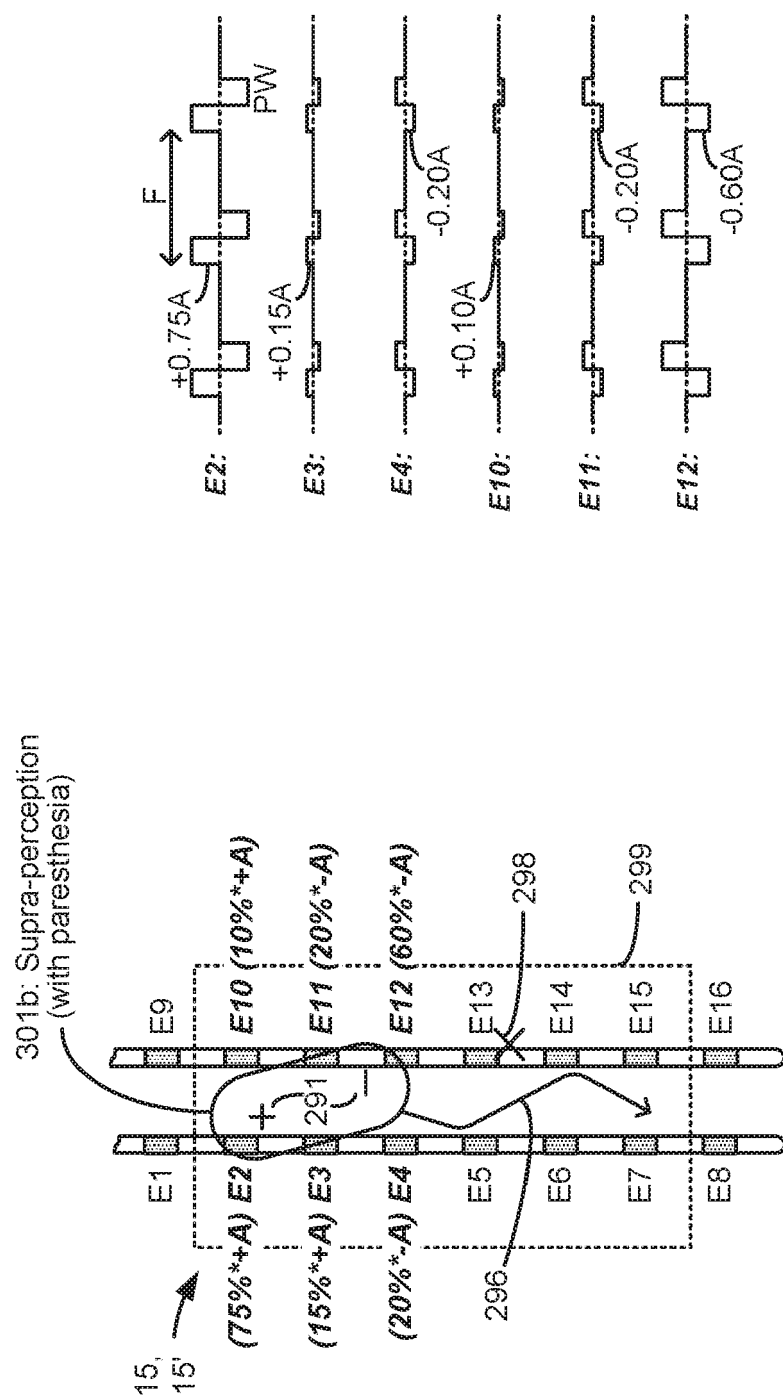 301b: Supra-perception
(with paresthesia)
15,
15'
E1
E9
(75%*+A) E2
E10 (10%*+A)
+
291
(15%*+A) E3
E11 (20%*-A)
−
(20%*-A) E4
E12 (60%*-A)
E5
E13
298
E6
E14
296
E7
E15
299
E8
E16
E2:
+0.75A
F
PW
E3:
+0.15A
E4:
-0.20A
E10:
+0.10A
E11:
-0.20A
E12:
-0.60A